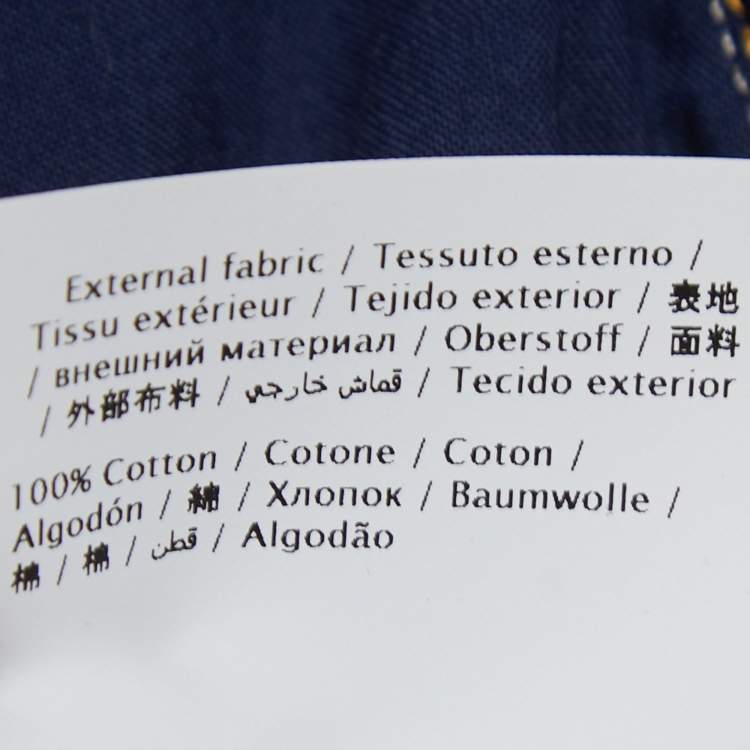 External fabric / Tessuto esterno /
Tissu extérieur / Tejido exterior / 表地
/ внешний материал / Oberstoff / 面料
/ 外部布料 / قماش خارجي / Tecido exterior
100% Cotton / Cotone / Coton /
Algodón / 綿 / Хлопок / Baumwolle /
棉 / 棉 / قطن / Algodão